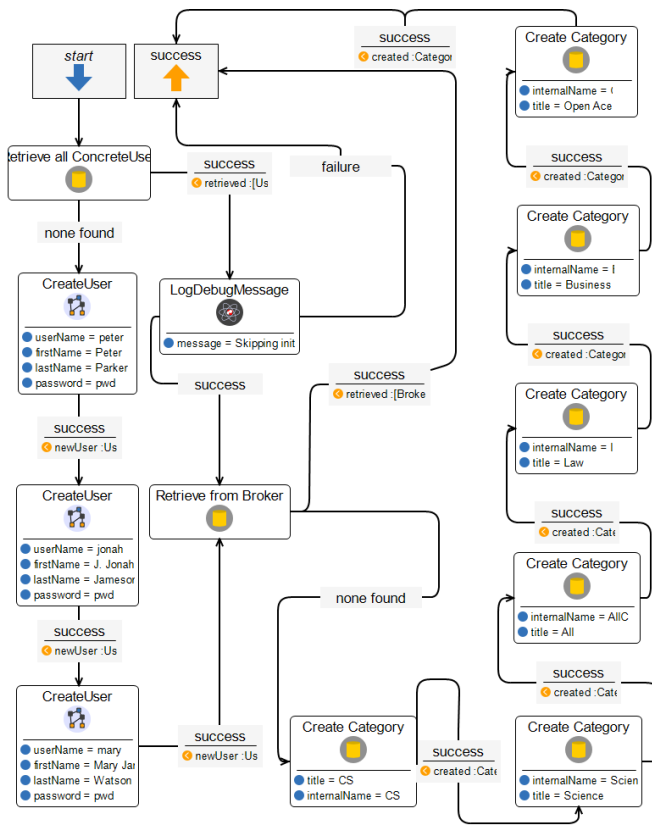 start
success
success
created :Categor
Create Category
internalName = (
title = Open Ace
etrieve all ConcreteUse
success
retrieved :[Us
failure
success
created :Categor
none found
CreateUser
userName = peter
firstName = Peter
lastName = Parker
password = pwd
LogDebugMessage
message = Skipping init
Create Category
internalName = I
title = Business
success
created :Categor
success
success
retrieved :[Broke
Create Category
internalName = I
title = Law
success
newUser :Us
CreateUser
userName = jonah
firstName = J. Jonah
lastName = Jameson
password = pwd
Retrieve from Broker
success
created :Cate
none found
Create Category
internalName = AllC
title = All
success
newUser :Us
success
created :Cate
CreateUser
userName = mary
firstName = Mary Jar
lastName = Watson
password = pwd
success
newUser :Us
Create Category
title = CS
internalName = CS
success
created :Cate
Create Category
internalName = Scien
title = Science